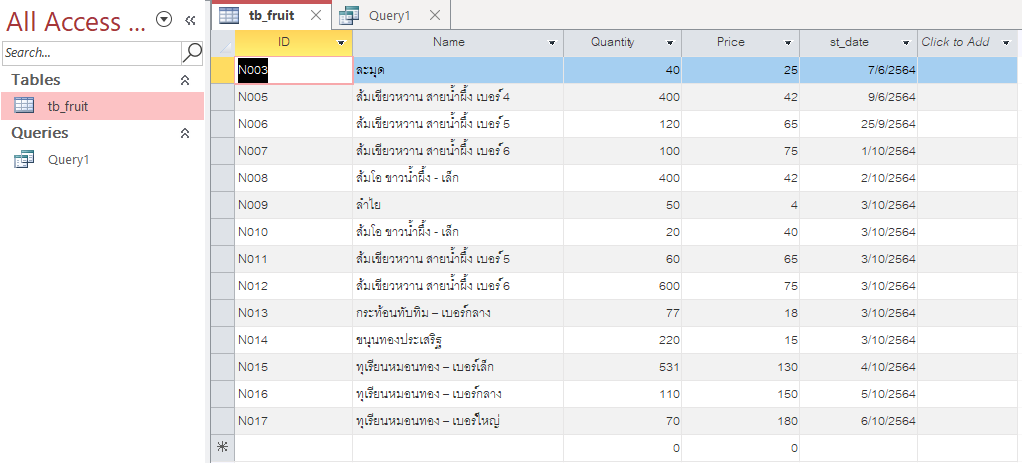 All Access ...
Search...
Tables
tb_fruit
Queries
Query1
tb_fruit Query1
ID Name Quantity Price st_date Click to Add
N003 ละมุด 40 25 7/6/2564
N005 ส้มเขียวหวาน สายน้ำผึ้ง เบอร์ 4 400 42 9/6/2564
N006 ส้มเขียวหวาน สายน้ำผึ้ง เบอร์ 5 120 65 25/9/2564
N007 ส้มเขียวหวาน สายน้ำผึ้ง เบอร์ 6 100 75 1/10/2564
N008 ส้มโอ ขาวน้ำผึ้ง - เล็ก 400 42 2/10/2564
N009 ลำไย 50 4 3/10/2564
N010 ส้มโอ ขาวน้ำผึ้ง - เล็ก 20 40 3/10/2564
N011 ส้มเขียวหวาน สายน้ำผึ้ง เบอร์ 5 60 65 3/10/2564
N012 ส้มเขียวหวาน สายน้ำผึ้ง เบอร์ 6 600 75 3/10/2564
N013 กระท้อนทับทิม – เบอร์กลาง 77 18 3/10/2564
N014 ขนุนทองประเสริฐ 220 15 3/10/2564
N015 ทุเรียนหมอนทอง – เบอร์เล็ก 531 130 4/10/2564
N016 ทุเรียนหมอนทอง – เบอร์กลาง 110 150 5/10/2564
N017 ทุเรียนหมอนทอง – เบอร์ใหญ่ 70 180 6/10/2564
0 0